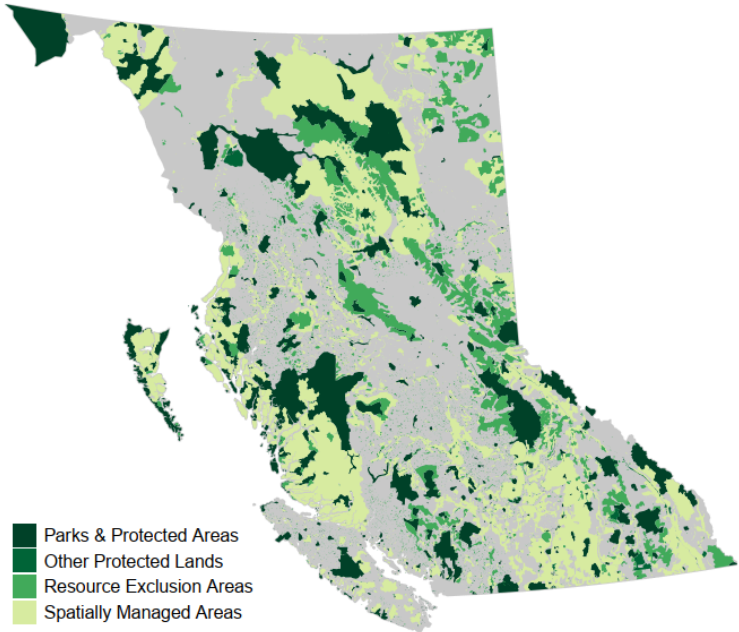 Parks & Protected Areas
Other Protected Lands
Resource Exclusion Areas
Spatially Managed Areas